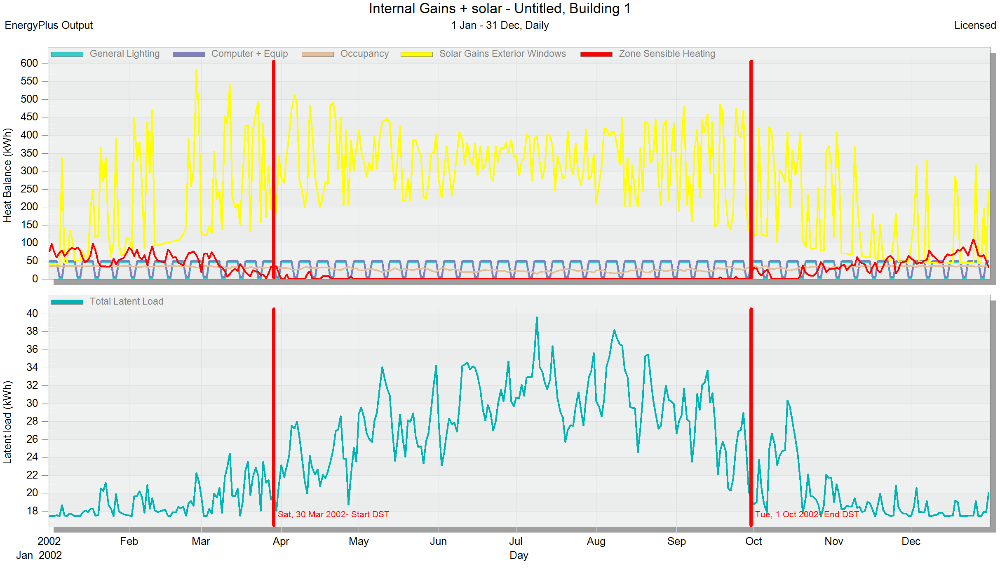 Internal Gains + solar - Untitled, Building 1
EnergyPlus Output
1 Jan - 31 Dec, Daily
Licensed
General Lighting
Computer + Equip
Occupancy
Solar Gains Exterior Windows
Zone Sensible Heating
Heat Balance (kWh)
600
550
500
450
400
350
300
250
200
150
100
50
0
Total Latent Load
Latent load (kWh)
40
38
36
34
32
30
28
26
24
22
20
18
Sat, 30 Mar 2002- Start DST
Tue, 1 Oct 2002- End DST
2002 Feb Mar Apr May Jun Jul Aug Sep Oct Nov Dec
Jan 2002
Day